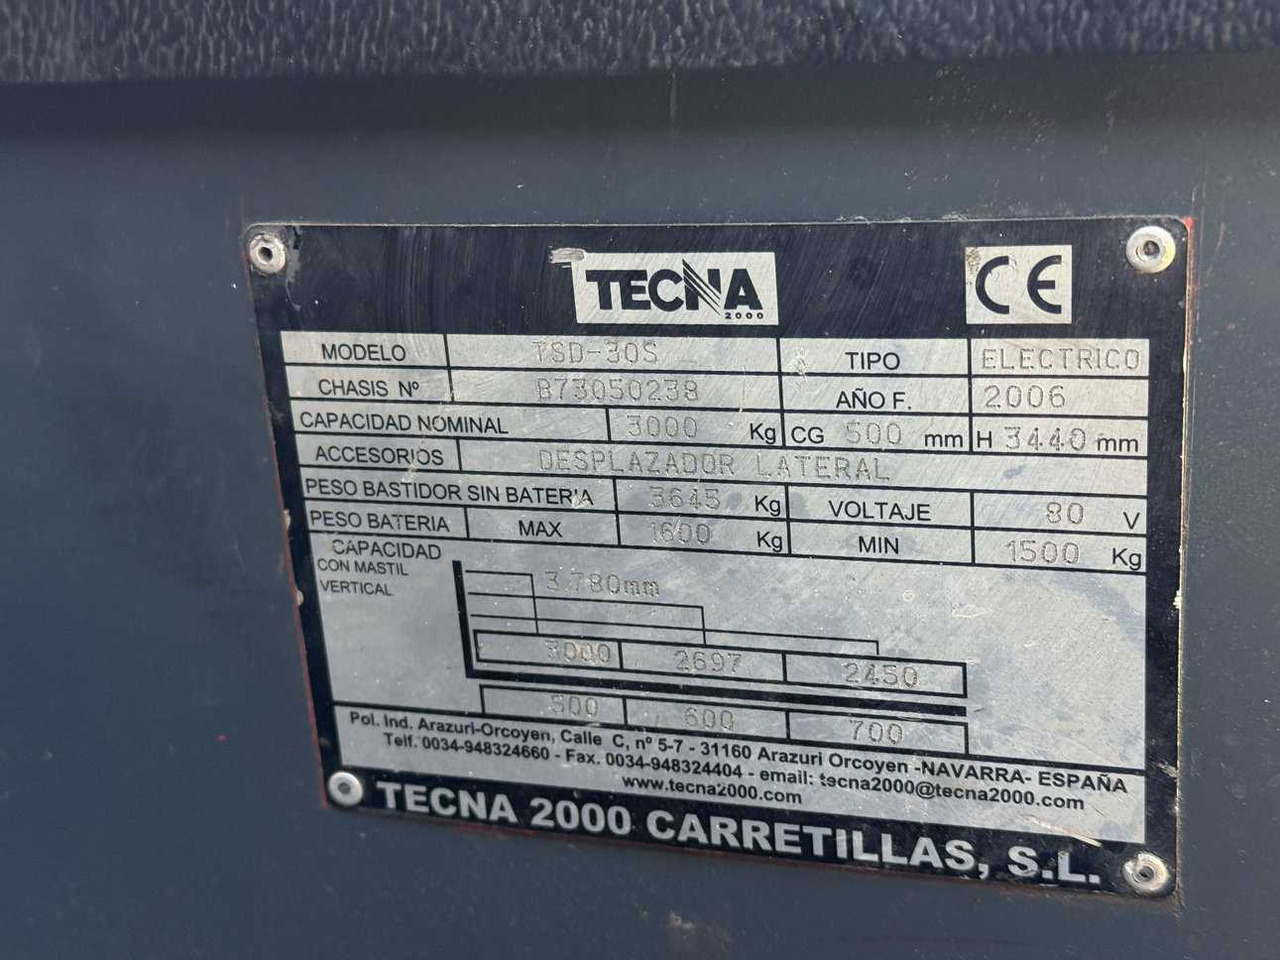 TECNA
2000
CE
MODELO TSD-30S TIPO ELECTRICO
CHASIS Nº B73050238 AÑO F. 2006
CAPACIDAD NOMINAL 3000 Kg CG 500 mm H 3440 mm
ACCESORIOS DESPLAZADOR LATERAL
PESO BASTIDOR SIN BATERIA 3645 Kg VOLTAJE 80 V
PESO BATERIA MAX 1600 Kg MIN 1500 Kg
CAPACIDAD
CON MASTIL
VERTICAL
3.780mm
3000 2697 2450
500 600 700
Pol. Ind. Arazuri-Orcoyen, Calle C, nº 5-7 - 31160 Arazuri Orcoyen -NAVARRA- ESPAÑA
Telf. 0034-948324660 - Fax. 0034-948324404 - email: tecna2000@tecna2000.com
www.tecna2000.com
TECNA 2000 CARRETILLAS, S.L.